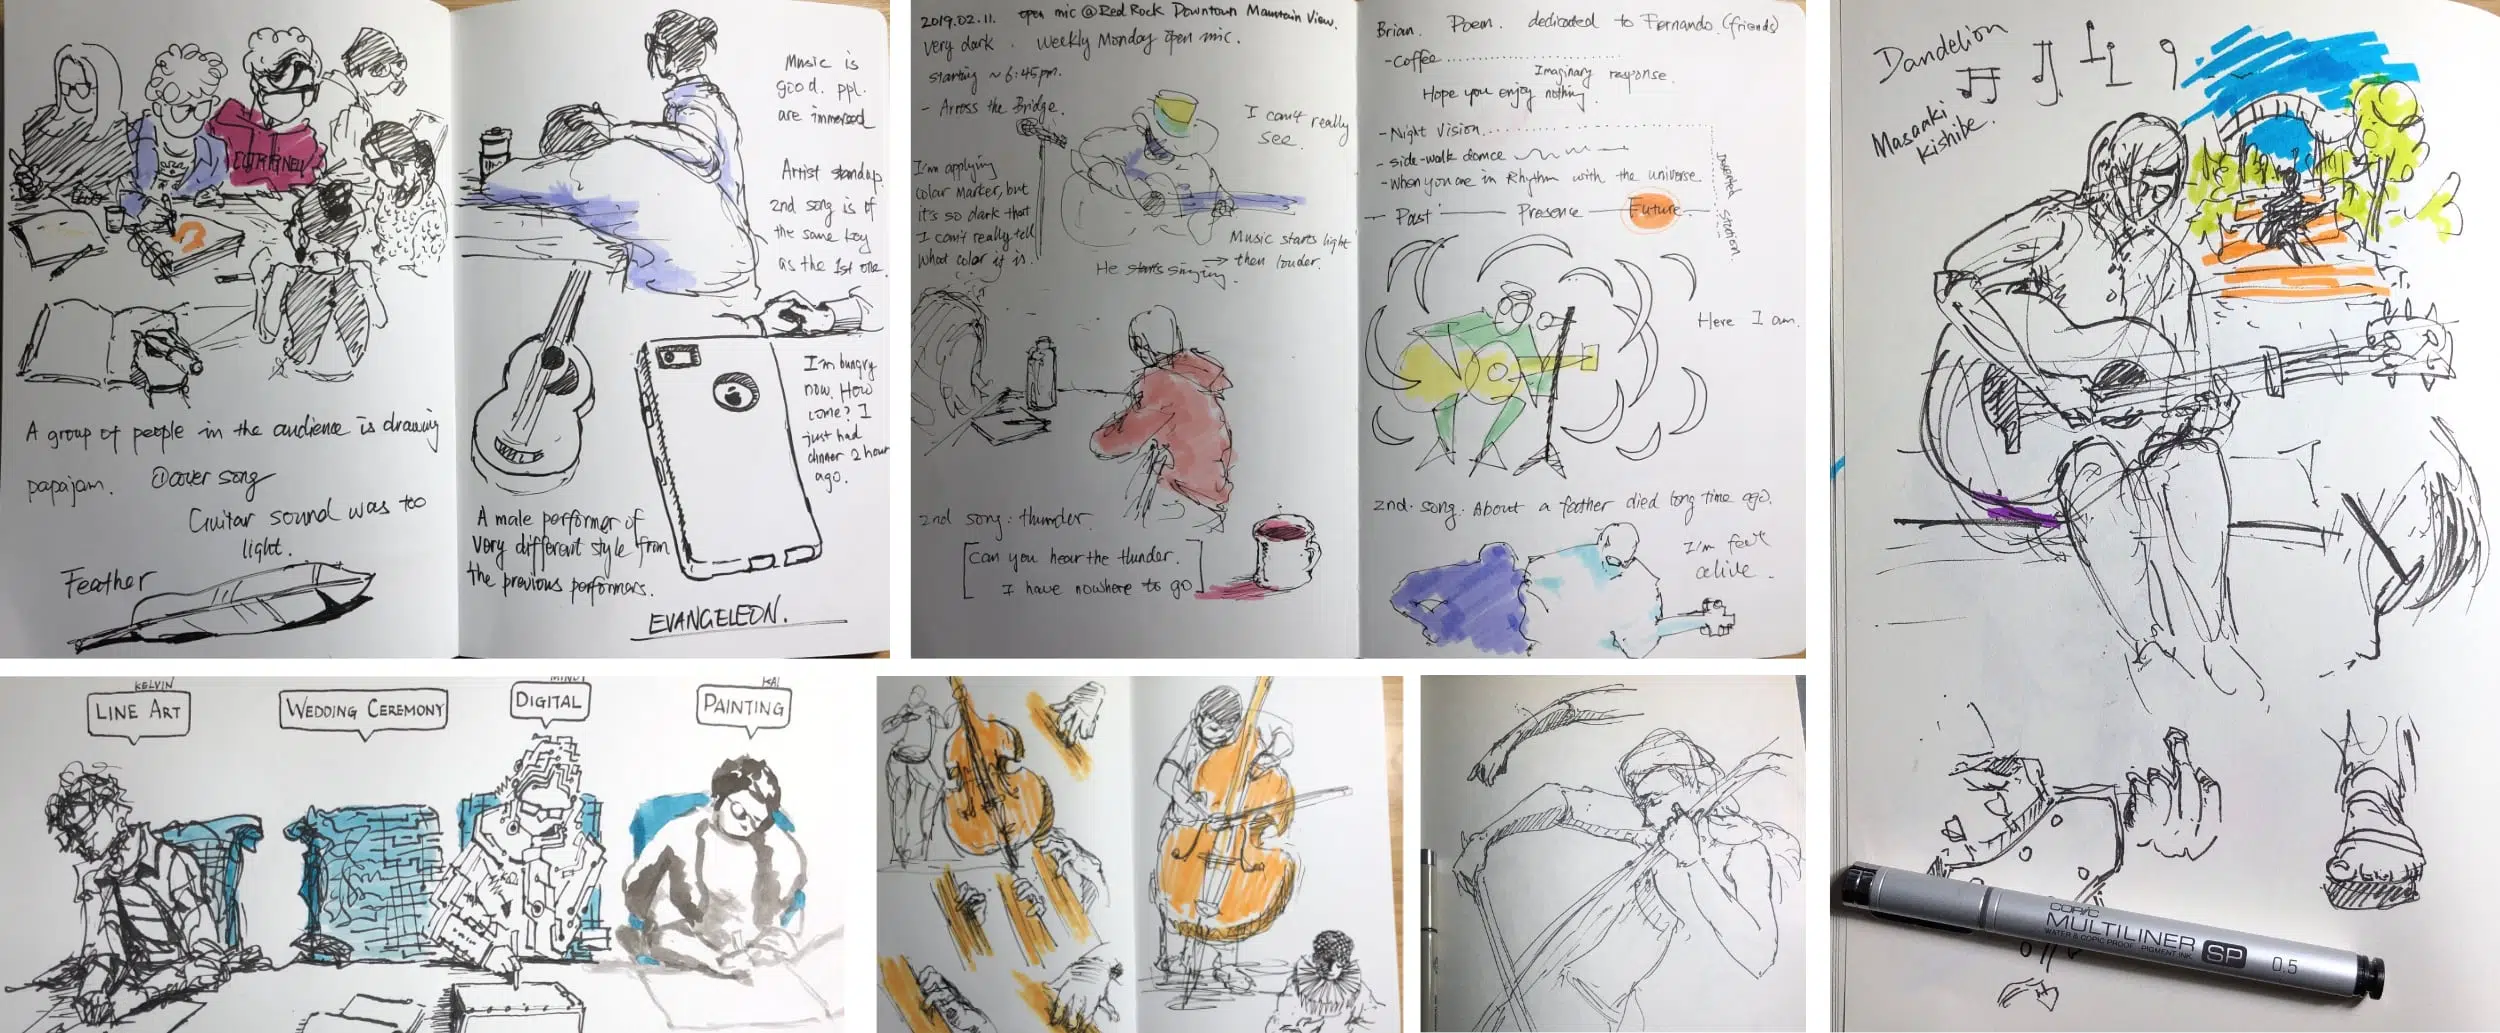 Music is
good. ppl.
are immersed
Artist standup.
2nd song is of
the same key
as the 1st one.
A group of people in the audience is drawing
papajam. ①cover song
Guitar sound was too
light.
Feather
I'm hungry
now. How
come? I
just had
dinner 2 hour
ago.
A male performer of
very different style from
the previous performers.
EVANGELEON.
2019.02.11. open mic @Red Rock Downtown Mountain View.
very dark. Weekly Monday open mic.
starting ~6:45pm.
- Across the Bridge.
I can't really
see.
I'm applying
color marker, but
it's so dark that
I can't really tell
what color it is.
He starts singing
Music starts light
→ then louder.
2nd song: thunder.
[Can you hear the thunder.
I have nowhere to go]
Brian. Poem. dedicated to Fernando. (friends)
- Coffee
Imaginary response.
Hope you enjoy nothing.
- Night Vision
- side-walk dance
- When you are in Rhythm with the universe
Station
- Past Presence Future
Here I am.
2nd. song. About a father died long time ago.
I'm feel
alive.
Dandelion
Masaaki
Kishibe.
KELVIN
LINE ART
WEDDING CEREMONY
DIGITAL
KAI
PAINTING
COPIC
MULTILINER SP 0.5
WATER & COPIC PROOF · PIGMENT INK